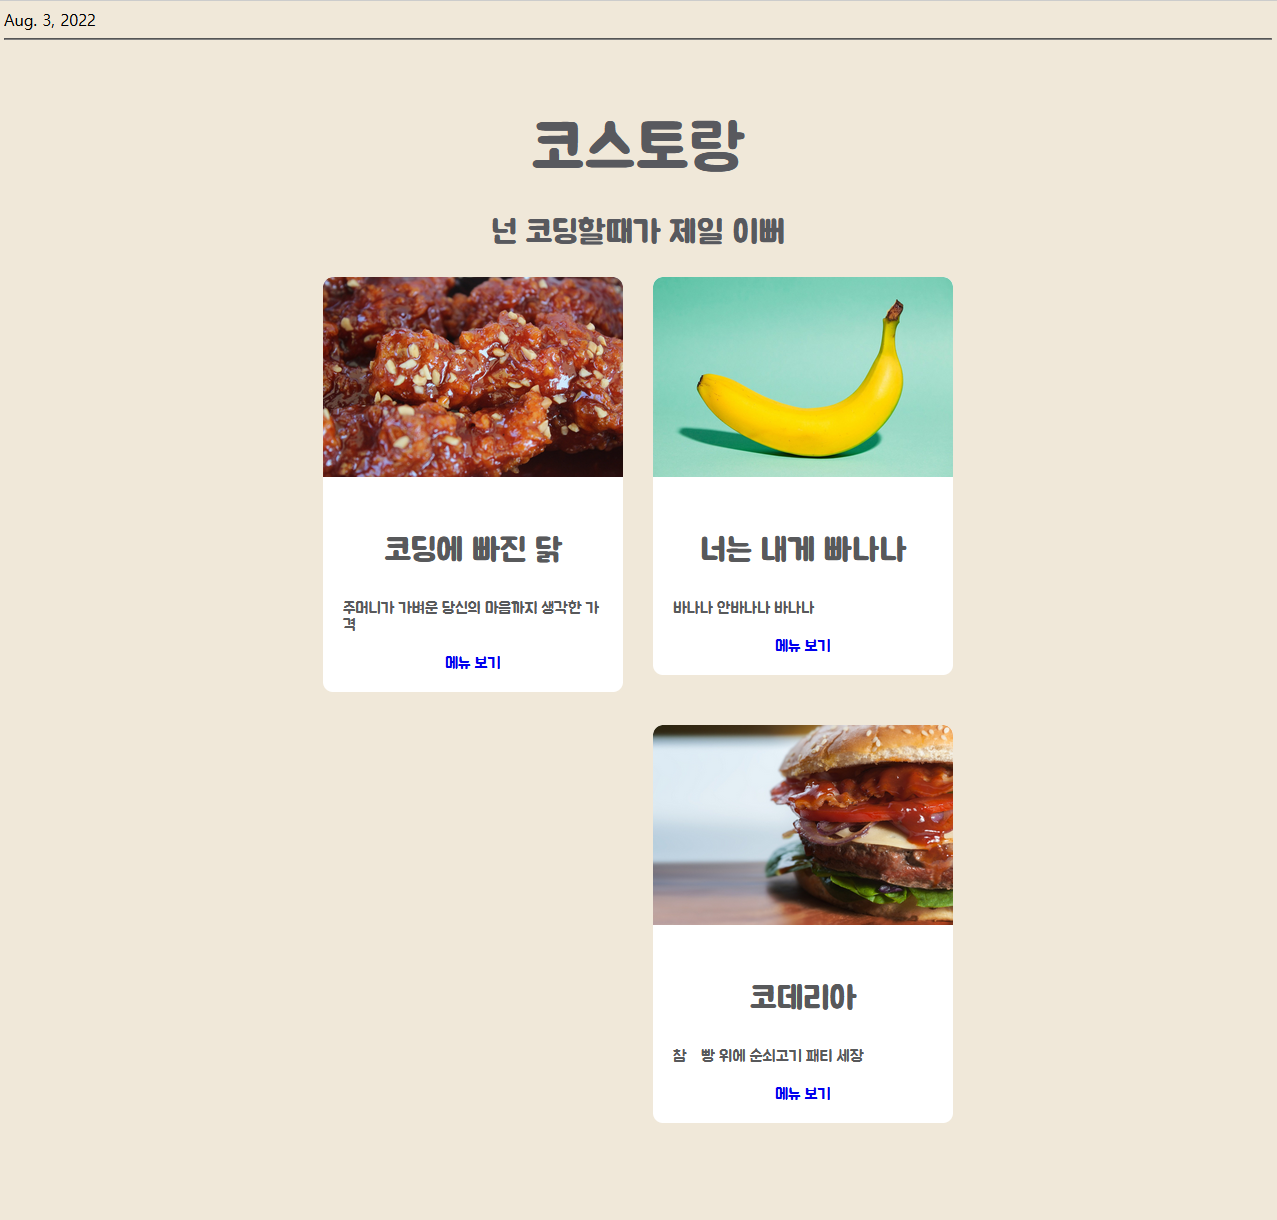 Aug. 3, 2022
코스토랑
넌 코딩할때가 제일 이뻐
코딩에 빠진 닭
주머니가 가벼운 당신의 마음까지 생각한 가
격
메뉴 보기
너는 내게 빠나나
바나나 안바나나 바나나
메뉴 보기
코데리아
참 빵 위에 순쇠고기 패티 세장
메뉴 보기